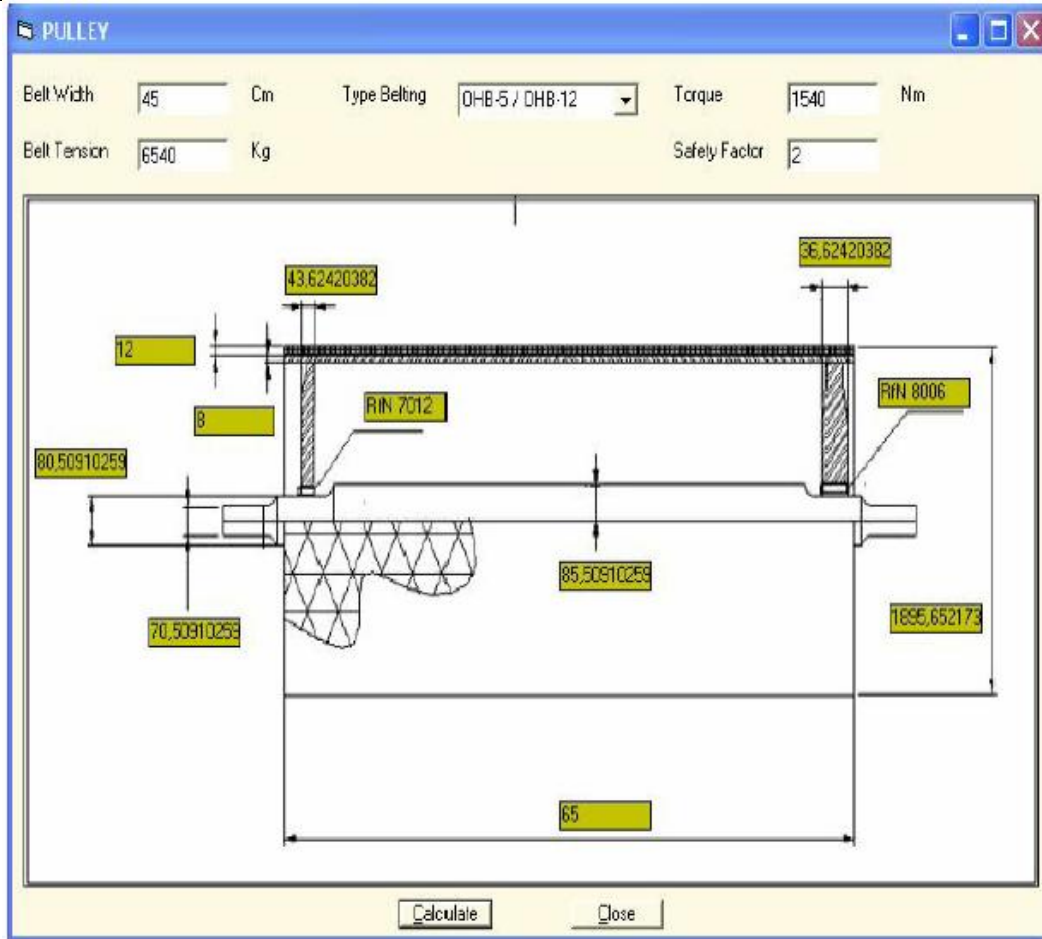 PULLEY
Belt Width 45 Cm Type Belting OHB-5 / OHB-12 Torque 1540 Nm
Belt Tension 6540 Kg Safety Factor 2
36,62420382
43,62420382
12
RfN 7012
RfN 8006
8
80,50910259
85,50910259
70,50910259
1895,652173
65
Calculate Close